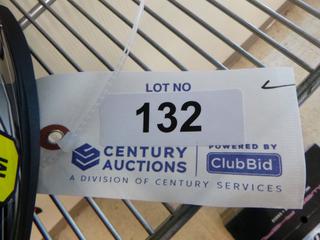 LOT NO
132
CENTURY AUCTIONS
POWERED BY
ClubBid
A DIVISION OF CENTURY SERVICES